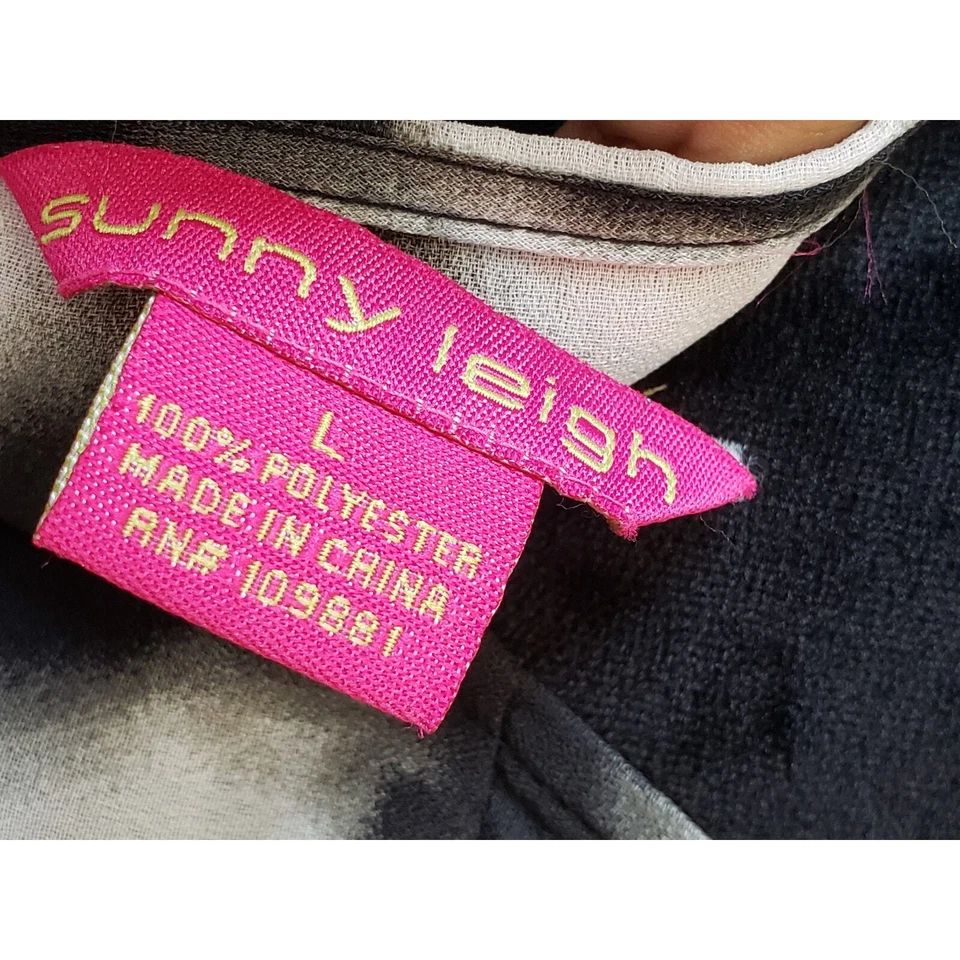 sunny leigh
L
100% POLYESTER
MADE IN CHINA
RN# 109881